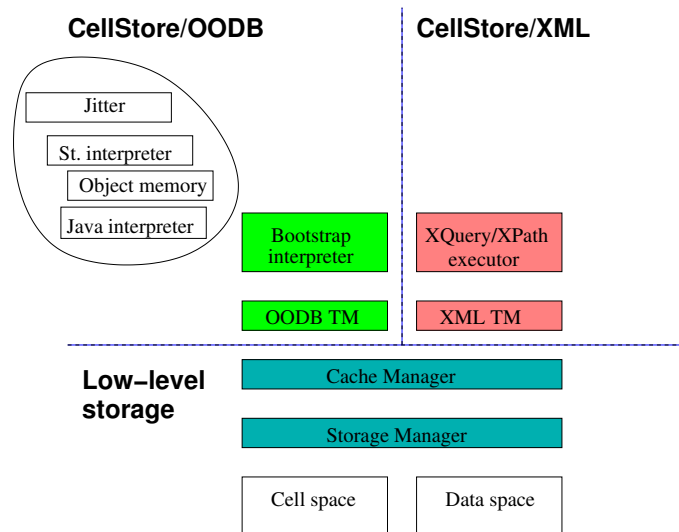 CellStore/OODB
CellStore/XML
Jitter
St. interpreter
Object memory
Java interpreter
Bootstrap
interpreter
XQuery/XPath
executor
OODB TM
XML TM
Low−level
storage
Cache Manager
Storage Manager
Cell space
Data space